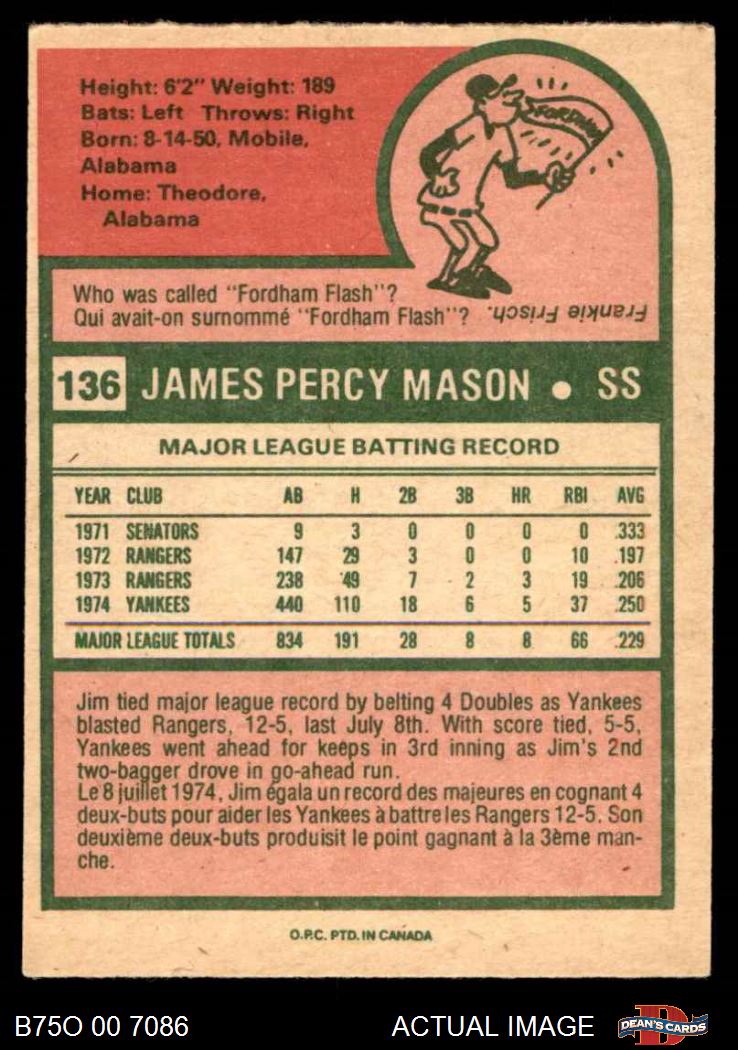 Height: 6'2" Weight: 189
Bats: Left Throws: Right
Born: 8-14-50, Mobile,
Alabama
Home: Theodore,
Alabama
FORDHAM
Who was called "Fordham Flash"?
Qui avait-on surnommé "Fordham Flash"?
Frankie Frisch.
136 JAMES PERCY MASON • SS
MAJOR LEAGUE BATTING RECORD
YEAR CLUB AB H 2B 3B HR RBI AVG
1971 SENATORS 9 3 0 0 0 0 .333
1972 RANGERS 147 29 3 0 0 10 .197
1973 RANGERS 238 49 7 2 3 19 .206
1974 YANKEES 440 110 18 6 5 37 .250
MAJOR LEAGUE TOTALS 834 191 28 8 8 66 .229
Jim tied major league record by belting 4 Doubles as Yankees
blasted Rangers, 12-5, last July 8th. With score tied, 5-5,
Yankees went ahead for keeps in 3rd inning as Jim's 2nd
two-bagger drove in go-ahead run.
Le 8 juillet 1974, Jim égala un record des majeures en cognant 4
deux-buts pour aider les Yankees à battre les Rangers 12-5. Son
deuxième deux-buts produisit le point gagnant à la 3ème man-
che.
O.P.C. PTD. IN CANADA
B75O 00 7086 ACTUAL IMAGE DEAN'S CARDS